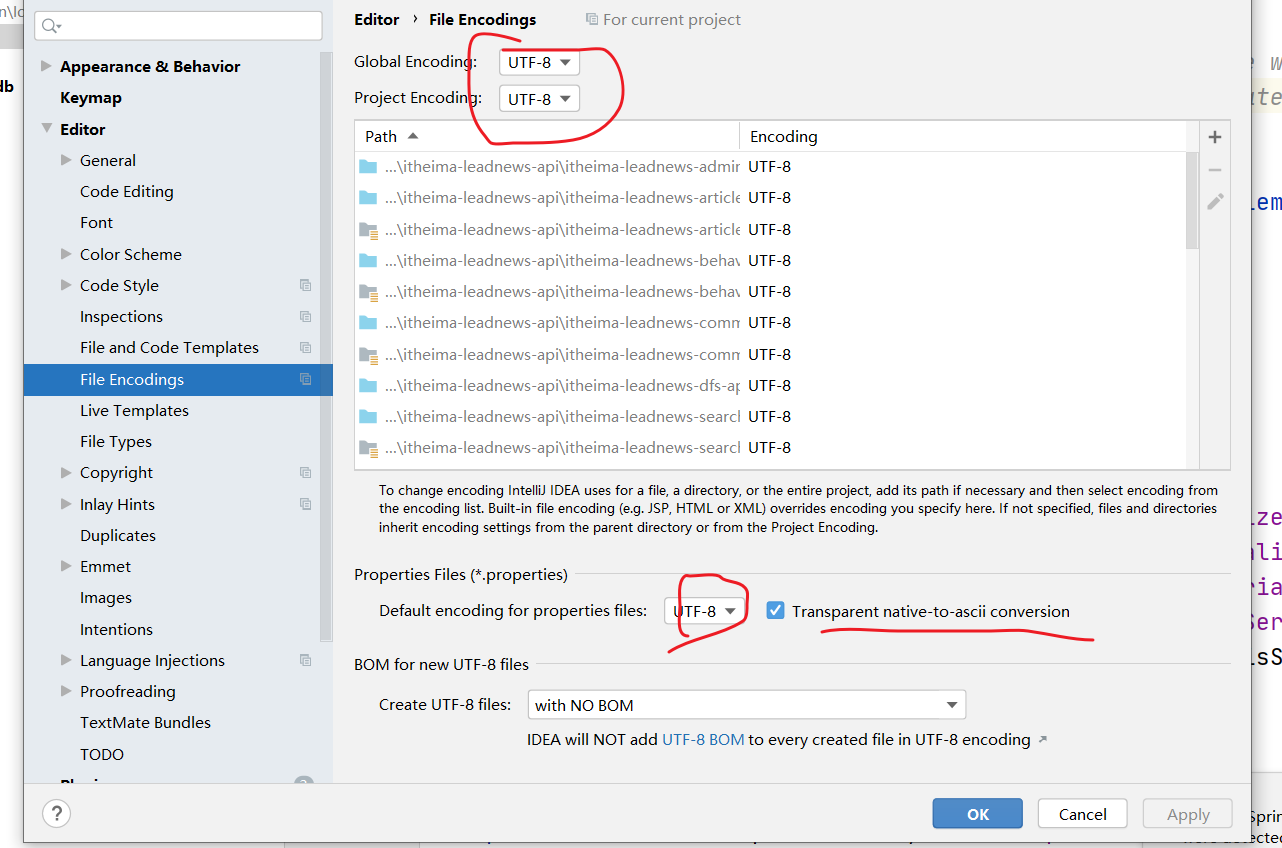 Editor › File Encodings For current project
Appearance & Behavior
Keymap
Editor
General
Code Editing
Font
Color Scheme
Code Style
Inspections
File and Code Templates
File Encodings
Live Templates
File Types
Copyright
Inlay Hints
Duplicates
Emmet
Images
Intentions
Language Injections
Proofreading
TextMate Bundles
TODO
Global Encoding: UTF-8
Project Encoding: UTF-8
Path Encoding
...\itheima-leadnews-api\itheima-leadnews-admin UTF-8
...\itheima-leadnews-api\itheima-leadnews-article UTF-8
...\itheima-leadnews-api\itheima-leadnews-article UTF-8
...\itheima-leadnews-api\itheima-leadnews-behav UTF-8
...\itheima-leadnews-api\itheima-leadnews-behav UTF-8
...\itheima-leadnews-api\itheima-leadnews-comm UTF-8
...\itheima-leadnews-api\itheima-leadnews-comm UTF-8
...\itheima-leadnews-api\itheima-leadnews-dfs-ap UTF-8
...\itheima-leadnews-api\itheima-leadnews-search UTF-8
...\itheima-leadnews-api\itheima-leadnews-search UTF-8
To change encoding IntelliJ IDEA uses for a file, a directory, or the entire project, add its path if necessary and then select encoding from
the encoding list. Built-in file encoding (e.g. JSP, HTML or XML) overrides encoding you specify here. If not specified, files and directories
inherit encoding settings from the parent directory or from the Project Encoding.
Properties Files (*.properties)
Default encoding for properties files: UTF-8 Transparent native-to-ascii conversion
BOM for new UTF-8 files
Create UTF-8 files: with NO BOM
IDEA will NOT add UTF-8 BOM to every created file in UTF-8 encoding ↗
? OK Cancel Apply